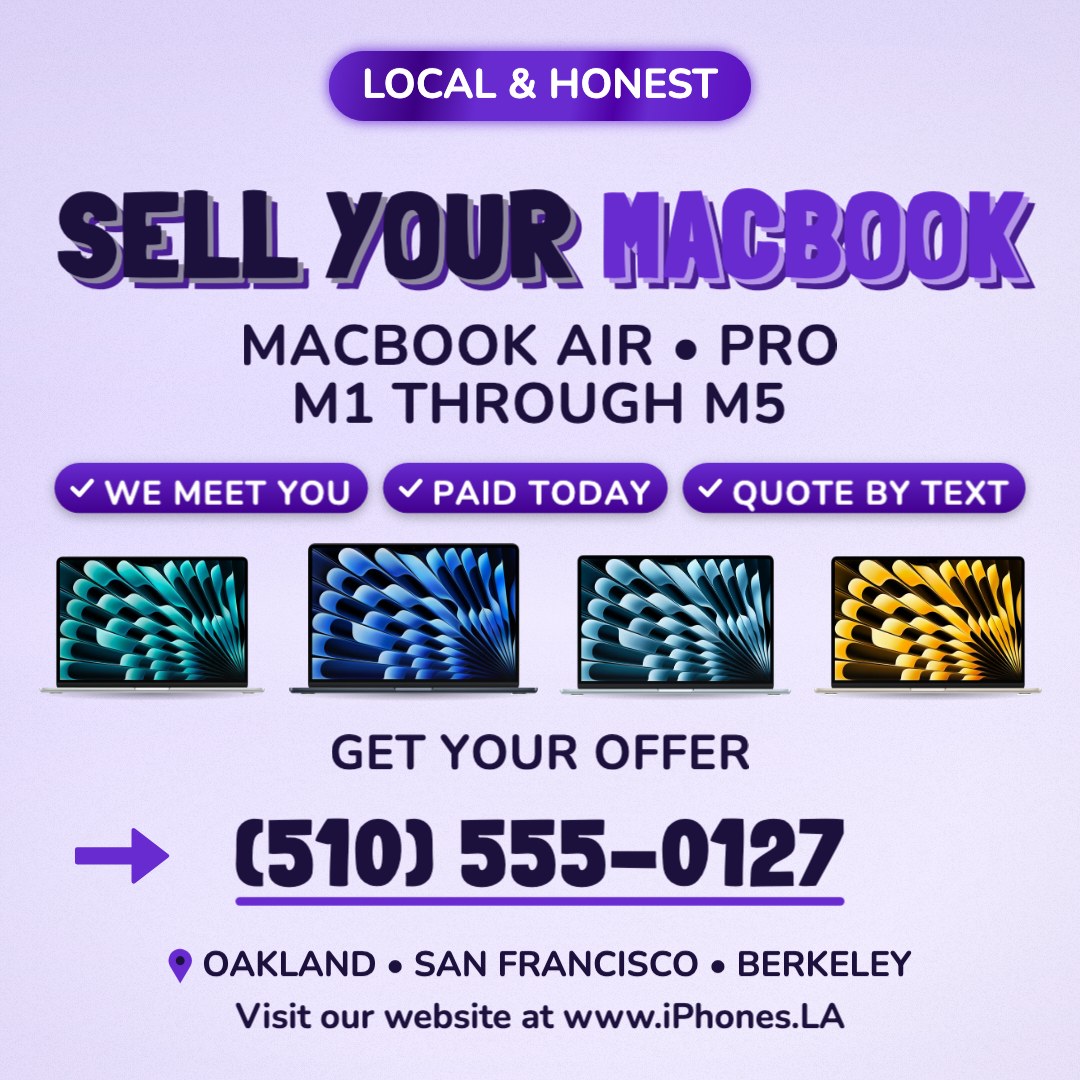 LOCAL & HONEST
SELL YOUR MACBOOK
MACBOOK AIR • PRO
M1 THROUGH M5
✓ WE MEET YOU ✓ PAID TODAY ✓ QUOTE BY TEXT
GET YOUR OFFER
(510) 555–0127
OAKLAND • SAN FRANCISCO • BERKELEY
Visit our website at www.iPhones.LA